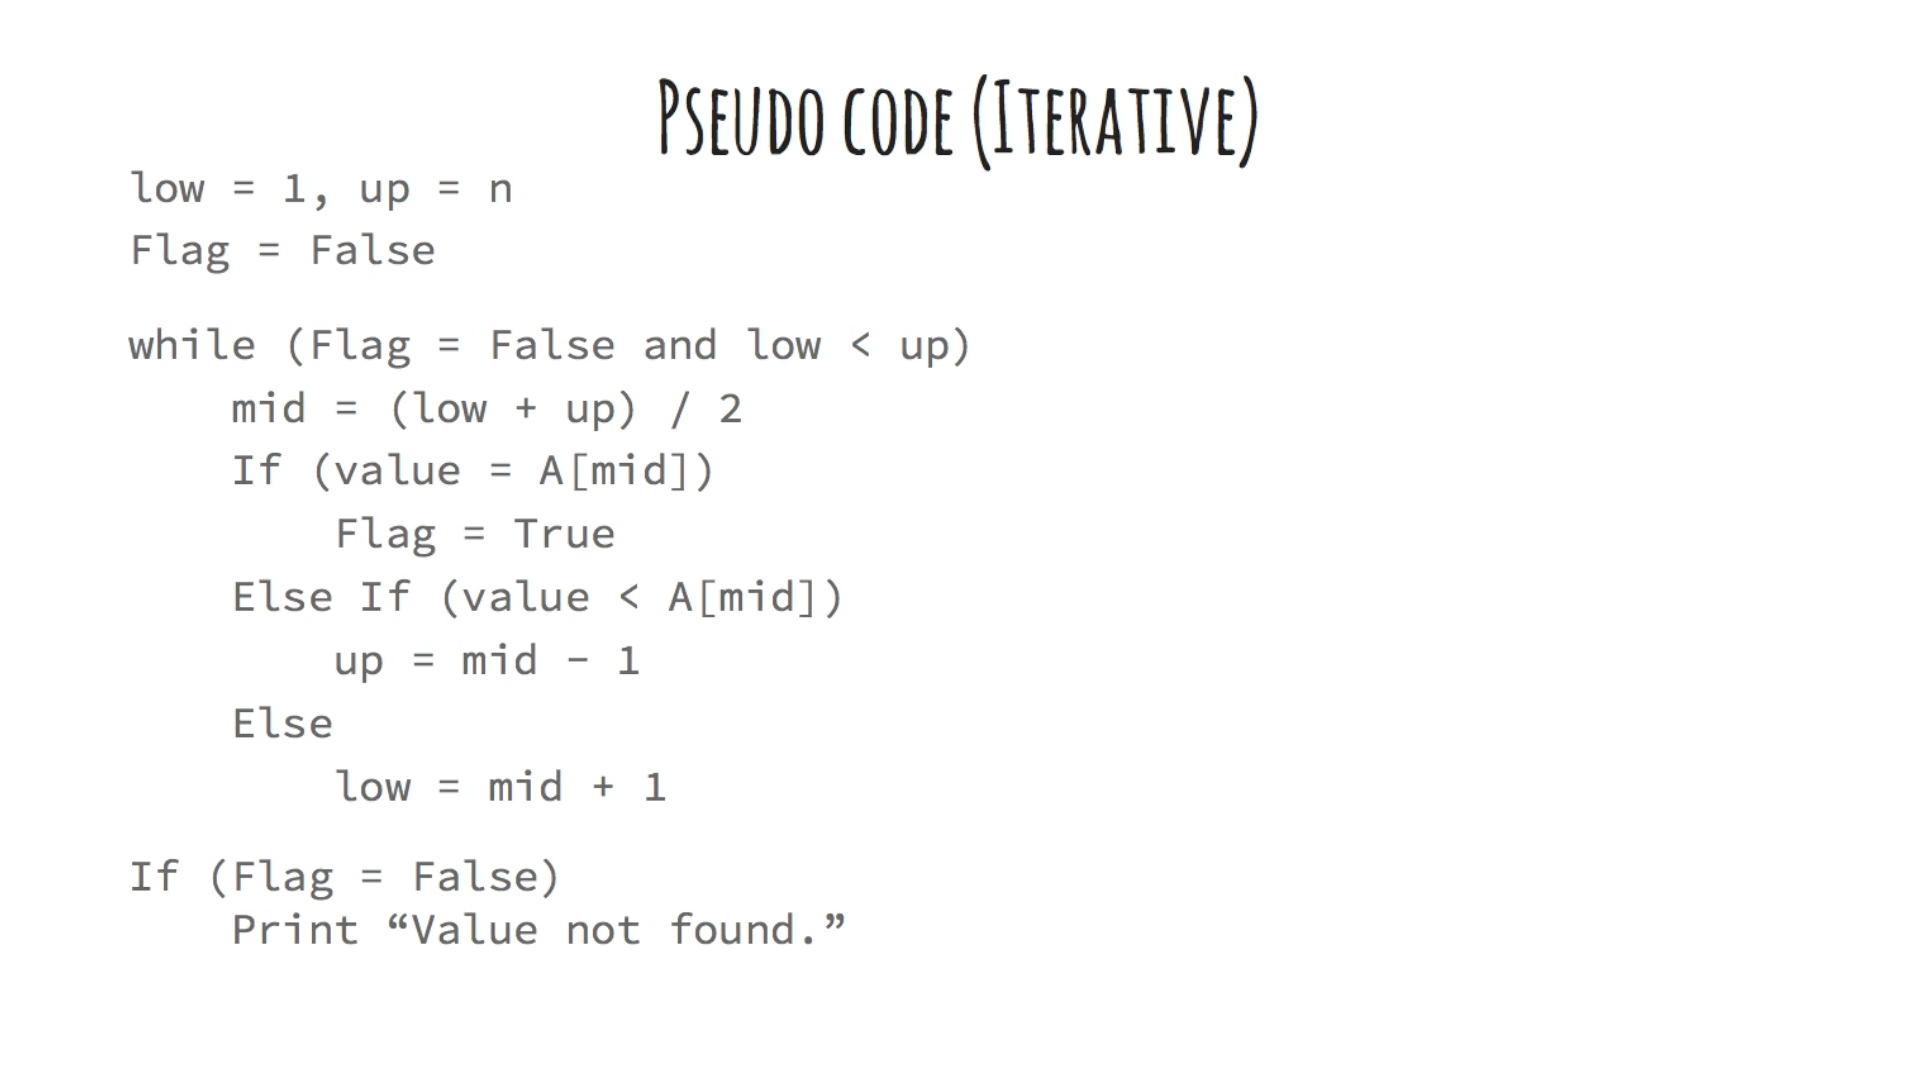 Pseudo code (Iterative)
low = 1, up = n
Flag = False
while (Flag = False and low < up)
mid = (low + up) / 2
If (value = A[mid])
Flag = True
Else If (value < A[mid])
up = mid – 1
Else
low = mid + 1
If (Flag = False)
Print “Value not found.”